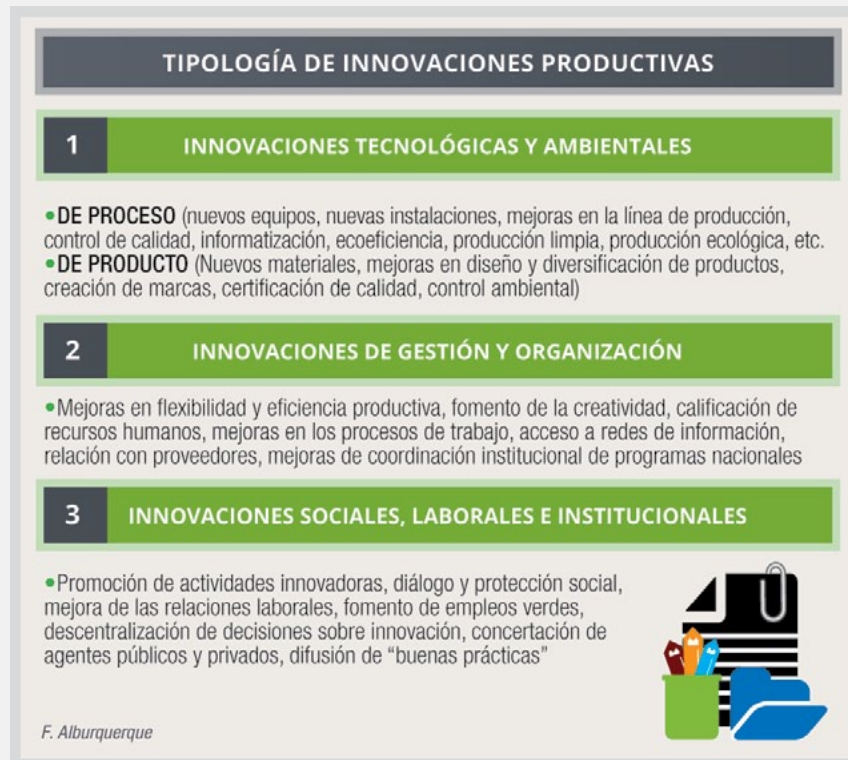 TIPOLOGÍA DE INNOVACIONES PRODUCTIVAS
1
INNOVACIONES TECNOLÓGICAS Y AMBIENTALES
•DE PROCESO (nuevos equipos, nuevas instalaciones, mejoras en la línea de producción,
control de calidad, informatización, ecoeficiencia, producción limpia, producción ecológica, etc.
•DE PRODUCTO (Nuevos materiales, mejoras en diseño y diversificación de productos,
creación de marcas, certificación de calidad, control ambiental)
2
INNOVACIONES DE GESTIÓN Y ORGANIZACIÓN
•Mejoras en flexibilidad y eficiencia productiva, fomento de la creatividad, calificación de
recursos humanos, mejoras en los procesos de trabajo, acceso a redes de información,
relación con proveedores, mejoras de coordinación institucional de programas nacionales
3
INNOVACIONES SOCIALES, LABORALES E INSTITUCIONALES
•Promoción de actividades innovadoras, diálogo y protección social,
mejora de las relaciones laborales, fomento de empleos verdes,
descentralización de decisiones sobre innovación, concertación de
agentes públicos y privados, difusión de “buenas prácticas”
F. Alburquerque